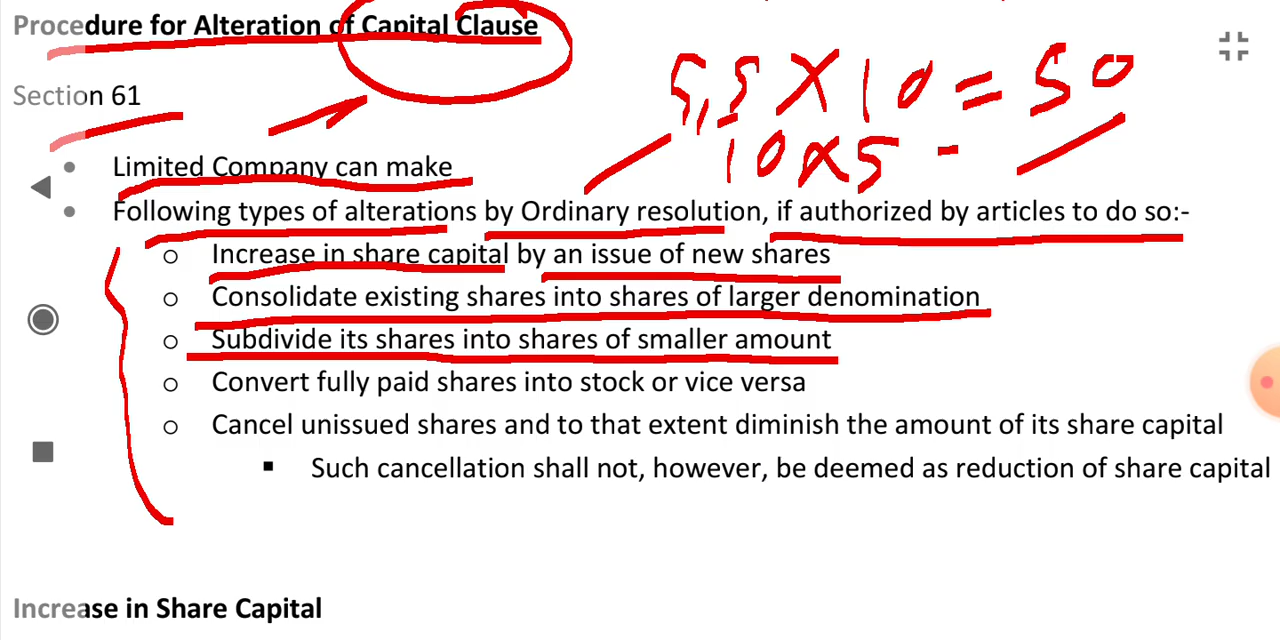 Procedure for Alteration of Capital Clause
5,5 X 10 = 50
Section 61
10 x 5 -
• Limited Company can make
• Following types of alterations by Ordinary resolution, if authorized by articles to do so:-
o Increase in share capital by an issue of new shares
o Consolidate existing shares into shares of larger denomination
o Subdivide its shares into shares of smaller amount
o Convert fully paid shares into stock or vice versa
o Cancel unissued shares and to that extent diminish the amount of its share capital
▪ Such cancellation shall not, however, be deemed as reduction of share capital
Increase in Share Capital